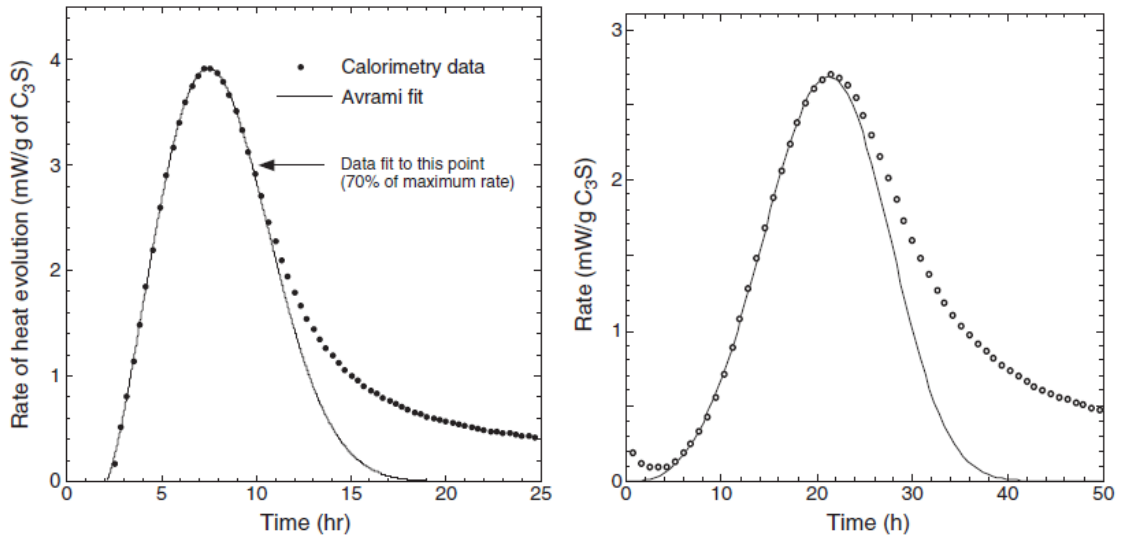 Rate of heat evolution (mW/g of C₃S)
4
3
2
1
0
0 5 10 15 20 25
Time (hr)
Calorimetry data
Avrami fit
Data fit to this point
(70% of maximum rate)
Rate (mW/g C₃S)
3
2
1
0
0 10 20 30 40 50
Time (h)